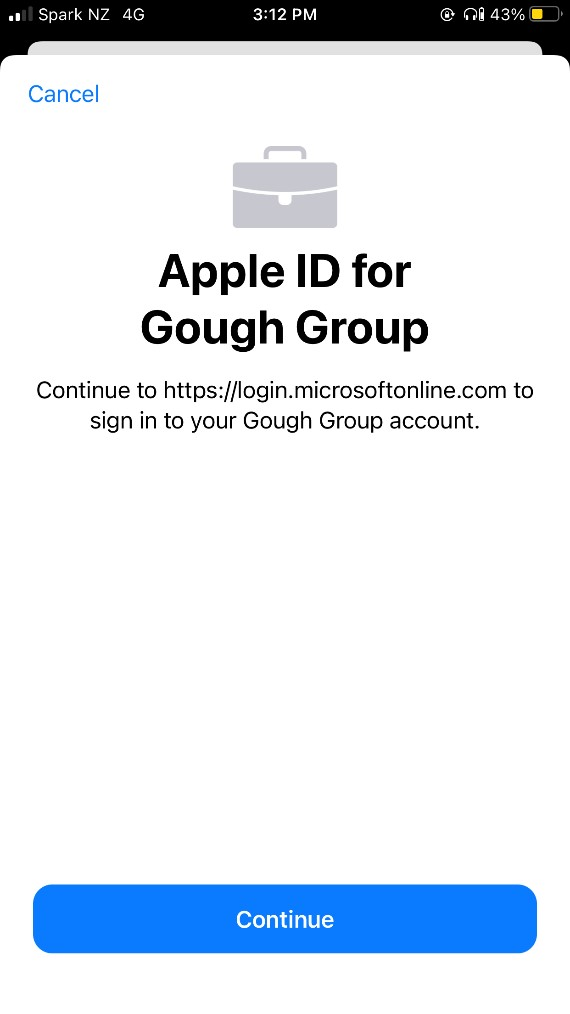 Spark NZ 4G 3:12 PM 43%
Cancel
Apple ID for
Gough Group
Continue to https://login.microsoftonline.com to
sign in to your Gough Group account.
Continue